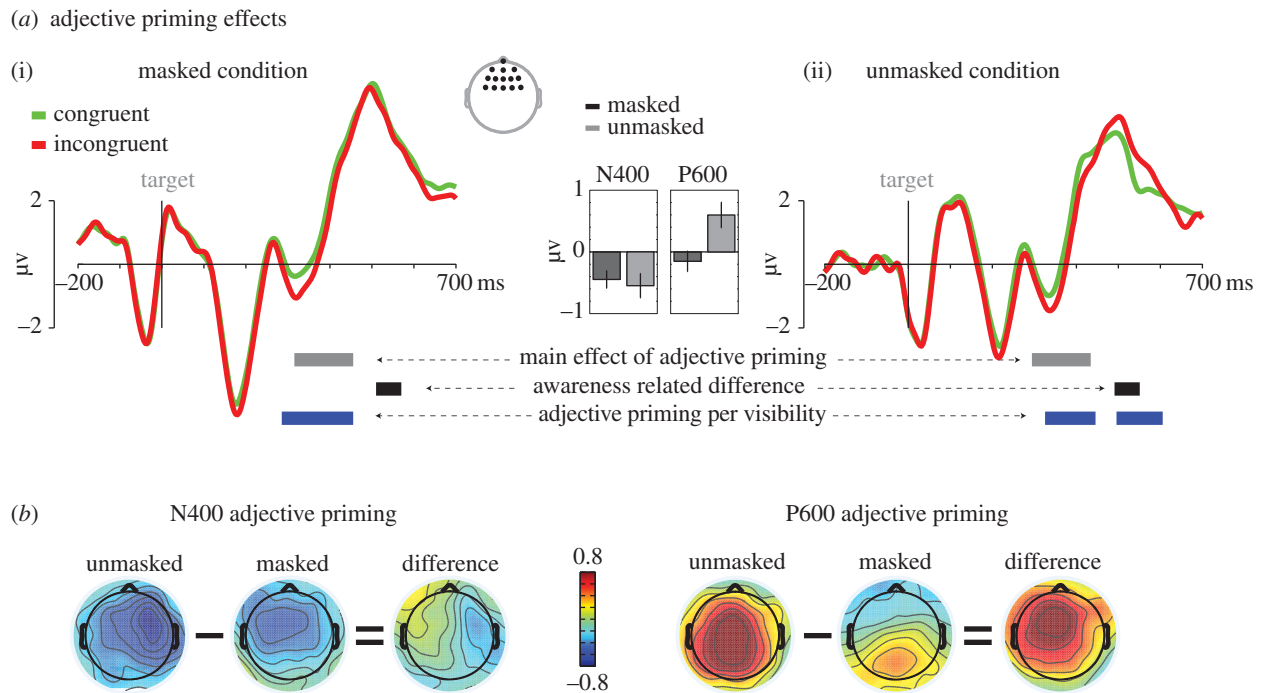 (a) adjective priming effects
(i) masked condition
(ii) unmasked condition
congruent
incongruent
masked
unmasked
target
2
μv
–2
–200
700 ms
N400 P600
1
μv
0
–1
target
2
μv
–2
–200
700 ms
main effect of adjective priming
awareness related difference
adjective priming per visibility
(b) N400 adjective priming
P600 adjective priming
unmasked masked difference
0.8
–0.8
unmasked masked difference